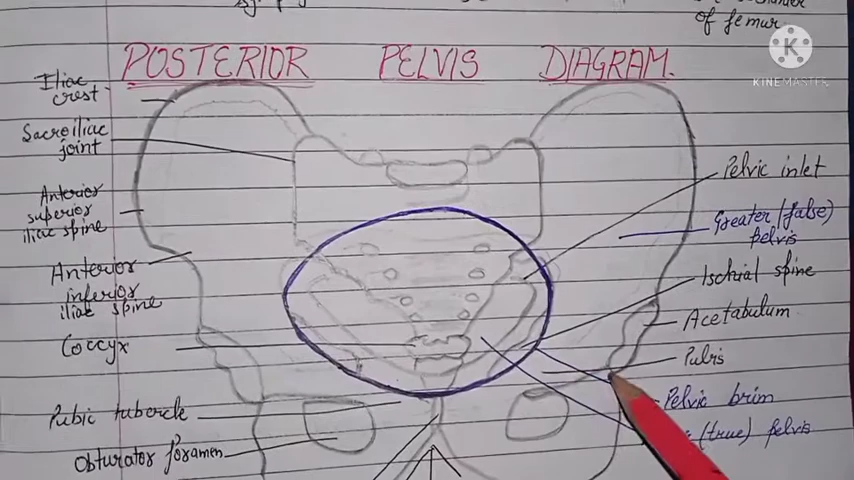 of femur
POSTERIOR PELVIS DIAGRAM.
KINEMASTER
Iliac
crest
Sacroiliac
joint
Anterior
superior
iliac spine
Anterior
inferior
iliac spine
Coccyx
Pubic tubercle
Obturator foramen
Pelvic inlet
Greater (false)
pelvis
Ischial spine
Acetabulum
Pubis
Pelvic brim
(true) pelvis